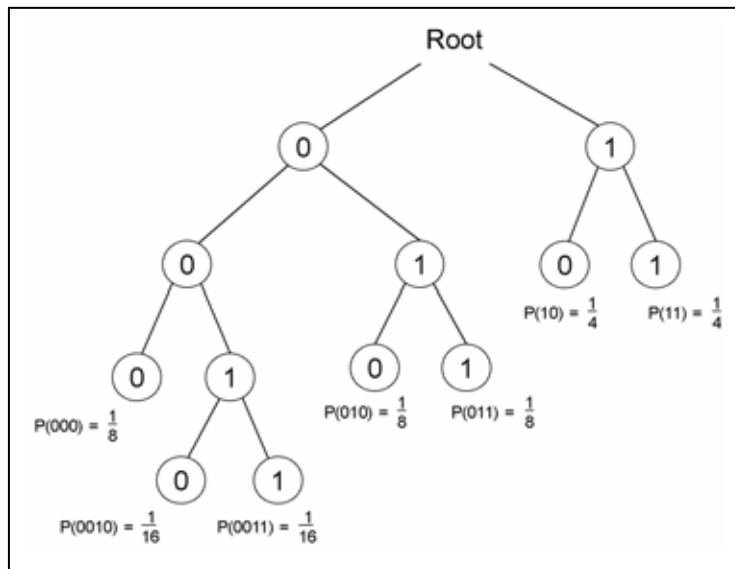 Root
0 1
0 1 0 1
P(10) = 1/4 P(11) = 1/4
0 1 0 1
P(000) = 1/8 P(010) = 1/8 P(011) = 1/8
0 1
P(0010) = 1/16 P(0011) = 1/16